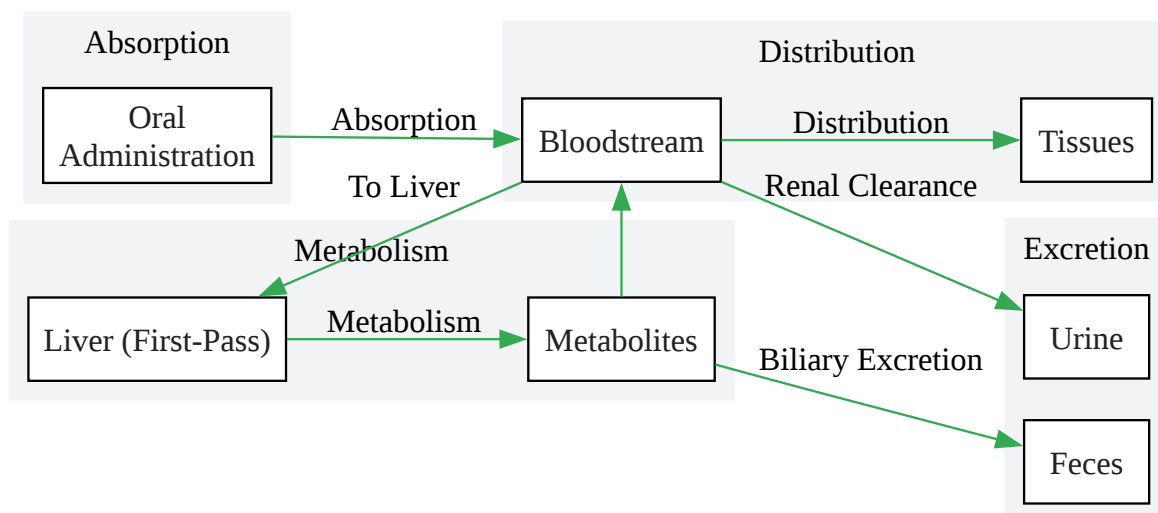 Absorption
Distribution
Oral
Administration
Absorption
Bloodstream
Distribution
Tissues
To Liver
Renal Clearance
Metabolism
Excretion
Liver (First-Pass)
Metabolism
Metabolites
Urine
Biliary Excretion
Feces